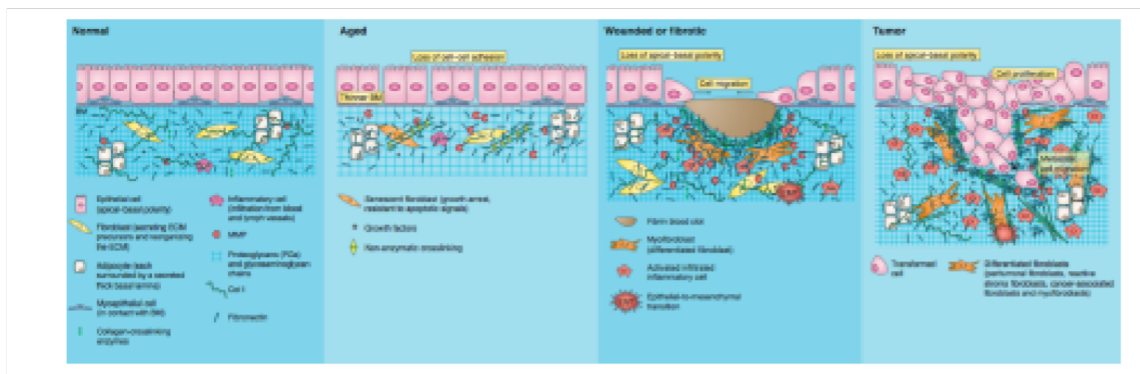 Normal
Aged
Wounded or fibrotic
Tumor
Loss of cell–cell adhesion
Loss of apical–basal polarity
Loss of apical–basal polarity
Cell migration
Cell proliferation
Thinner BM
BM
Epithelial cell
(apical–basal polarity)
Fibroblast (secreting ECM
precursors and reorganizing
the ECM)
Adipocyte (each
surrounded by a secreted
thick basal lamina)
Myoepithelial cell
(in contact with BM)
Collagen-crosslinking
enzymes
Inflammatory cell
(infiltration from blood
and lymph vessels)
MMP
Proteoglycans (PGs)
and glycosaminoglycan
chains
Col I
Fibronectin
Senescent fibroblast (growth arrest,
resistant to apoptotic signals)
Growth factors
Non-enzymatic crosslinking
Fibrin blood clot
Myofibroblast
(differentiated fibroblast)
Activated infiltrated
inflammatory cell
EMT
Epithelial-to-mesenchymal
transition
Transformed
cell
Differentiated fibroblasts
(peritumoral fibroblasts, reactive
stroma fibroblasts, cancer-associated
fibroblasts and myofibroblasts)